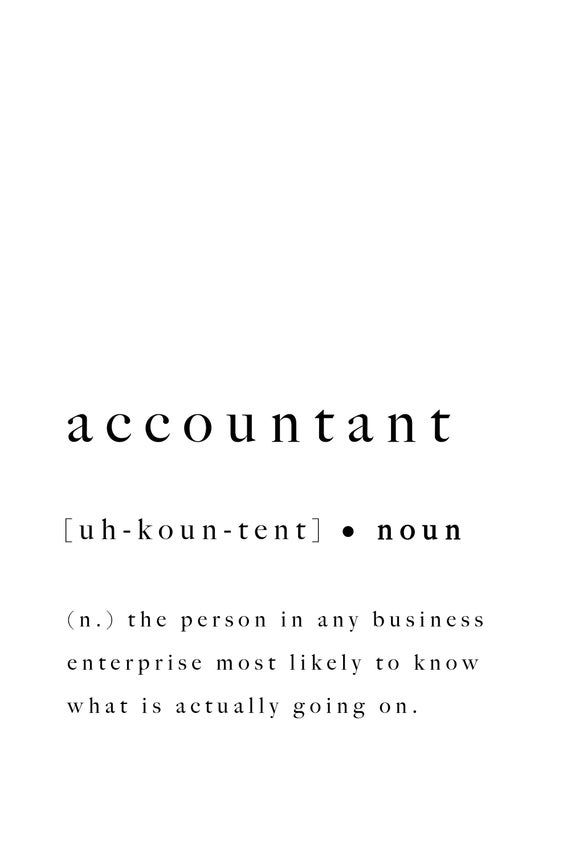 accountant
[uh-koun-tent] • noun
(n.) the person in any business
enterprise most likely to know
what is actually going on.